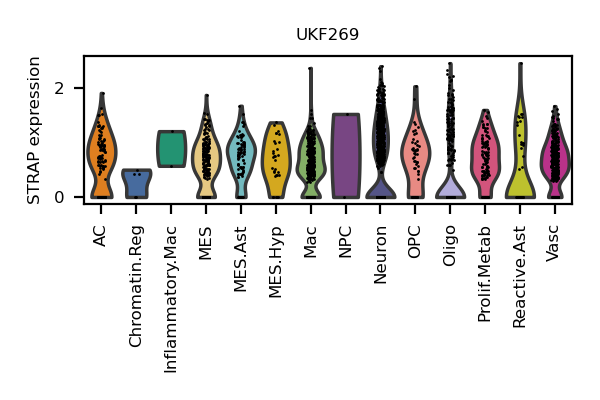 UKF269
STRAP expression
2
0
AC
Chromatin.Reg
Inflammatory.Mac
MES
MES.Ast
MES.Hyp
Mac
NPC
Neuron
OPC
Oligo
Prolif.Metab
Reactive.Ast
Vasc